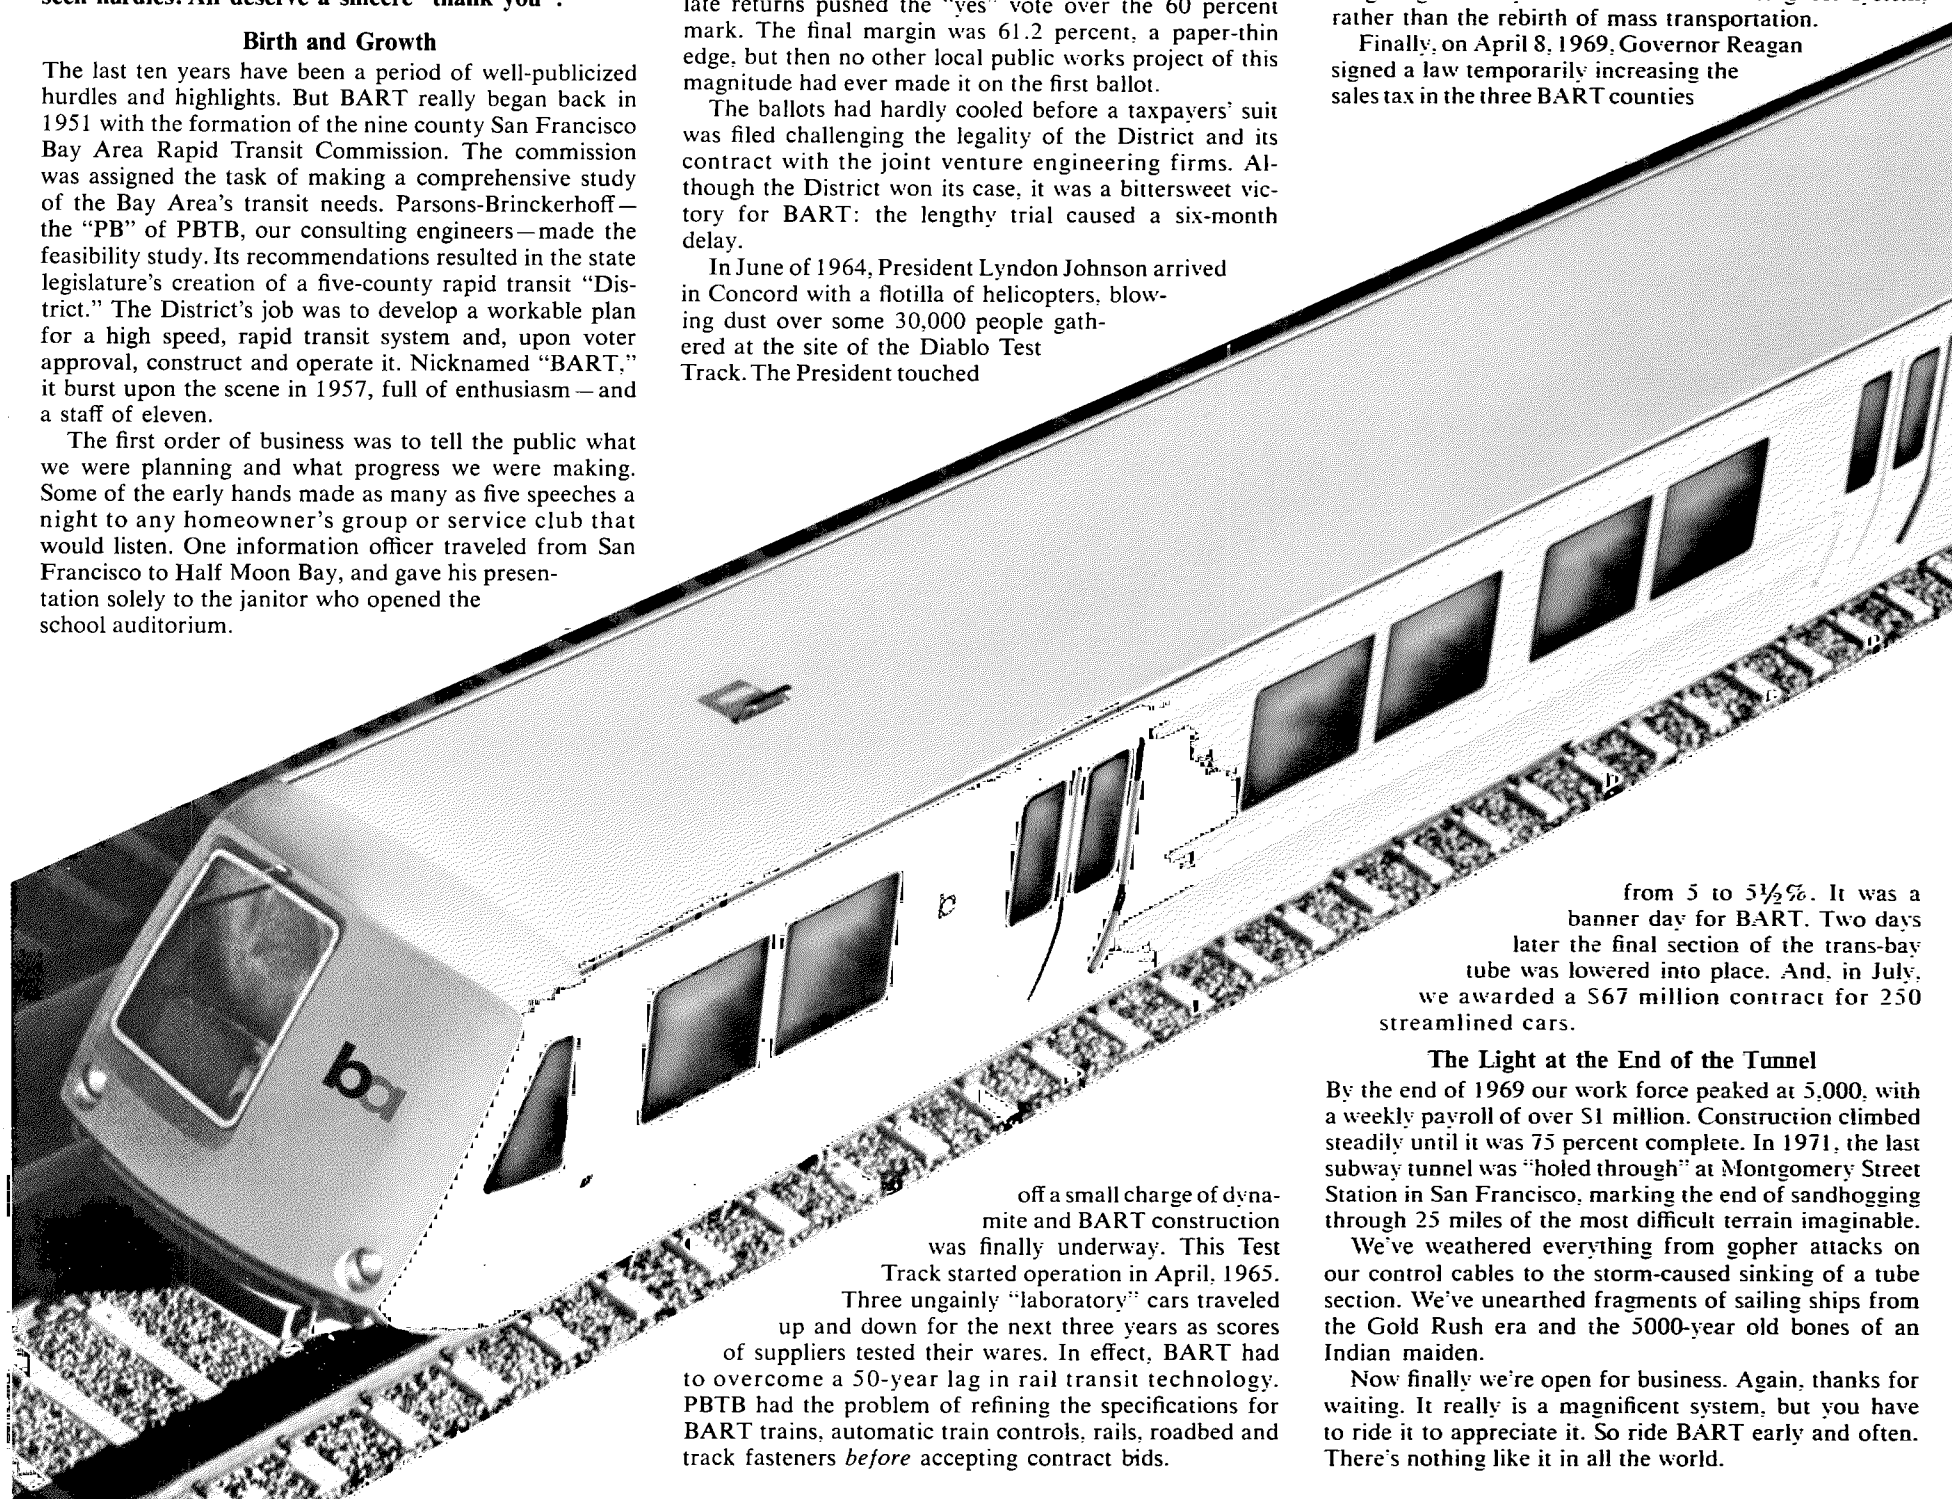 seen hurdles. All deserve a sincere "thank you".
Birth and Growth
The last ten years have been a period of well-publicized
hurdles and highlights. But BART really began back in
1951 with the formation of the nine county San Francisco
Bay Area Rapid Transit Commission. The commission
was assigned the task of making a comprehensive study
of the Bay Area's transit needs. Parsons-Brinckerhoff—
the "PB" of PBTB, our consulting engineers—made the
feasibility study. Its recommendations resulted in the state
legislature's creation of a five-county rapid transit "Dis-
trict." The District's job was to develop a workable plan
for a high speed, rapid transit system and, upon voter
approval, construct and operate it. Nicknamed "BART,"
it burst upon the scene in 1957, full of enthusiasm—and
a staff of eleven.
The first order of business was to tell the public what
we were planning and what progress we were making.
Some of the early hands made as many as five speeches a
night to any homeowner's group or service club that
would listen. One information officer traveled from San
Francisco to Half Moon Bay, and gave his presen-
tation solely to the janitor who opened the
school auditorium.
late returns pushed the "yes" vote over the 60 percent
mark. The final margin was 61.2 percent, a paper-thin
edge, but then no other local public works project of this
magnitude had ever made it on the first ballot.
The ballots had hardly cooled before a taxpayers' suit
was filed challenging the legality of the District and its
contract with the joint venture engineering firms. Al-
though the District won its case, it was a bittersweet vic-
tory for BART: the lengthy trial caused a six-month
delay.
In June of 1964, President Lyndon Johnson arrived
in Concord with a flotilla of helicopters, blow-
ing dust over some 30,000 people gath-
ered at the site of the Diablo Test
Track. The President touched
off a small charge of dyna-
mite and BART construction
was finally underway. This Test
Track started operation in April, 1965.
Three ungainly "laboratory" cars traveled
up and down for the next three years as scores
of suppliers tested their wares. In effect, BART had
to overcome a 50-year lag in rail transit technology.
PBTB had the problem of refining the specifications for
BART trains, automatic train controls, rails, roadbed and
track fasteners before accepting contract bids.
rather than the rebirth of mass transportation.
Finally, on April 8, 1969, Governor Reagan
signed a law temporarily increasing the
sales tax in the three BART counties
from 5 to 5½%. It was a
banner day for BART. Two days
later the final section of the trans-bay
tube was lowered into place. And, in July,
we awarded a $67 million contract for 250
streamlined cars.
The Light at the End of the Tunnel
By the end of 1969 our work force peaked at 5,000, with
a weekly payroll of over $1 million. Construction climbed
steadily until it was 75 percent complete. In 1971, the last
subway tunnel was "holed through" at Montgomery Street
Station in San Francisco, marking the end of sandhogging
through 25 miles of the most difficult terrain imaginable.
We've weathered everything from gopher attacks on
our control cables to the storm-caused sinking of a tube
section. We've unearthed fragments of sailing ships from
the Gold Rush era and the 5000-year old bones of an
Indian maiden.
Now finally we're open for business. Again, thanks for
waiting. It really is a magnificent system, but you have
to ride it to appreciate it. So ride BART early and often.
There's nothing like it in all the world.
ba